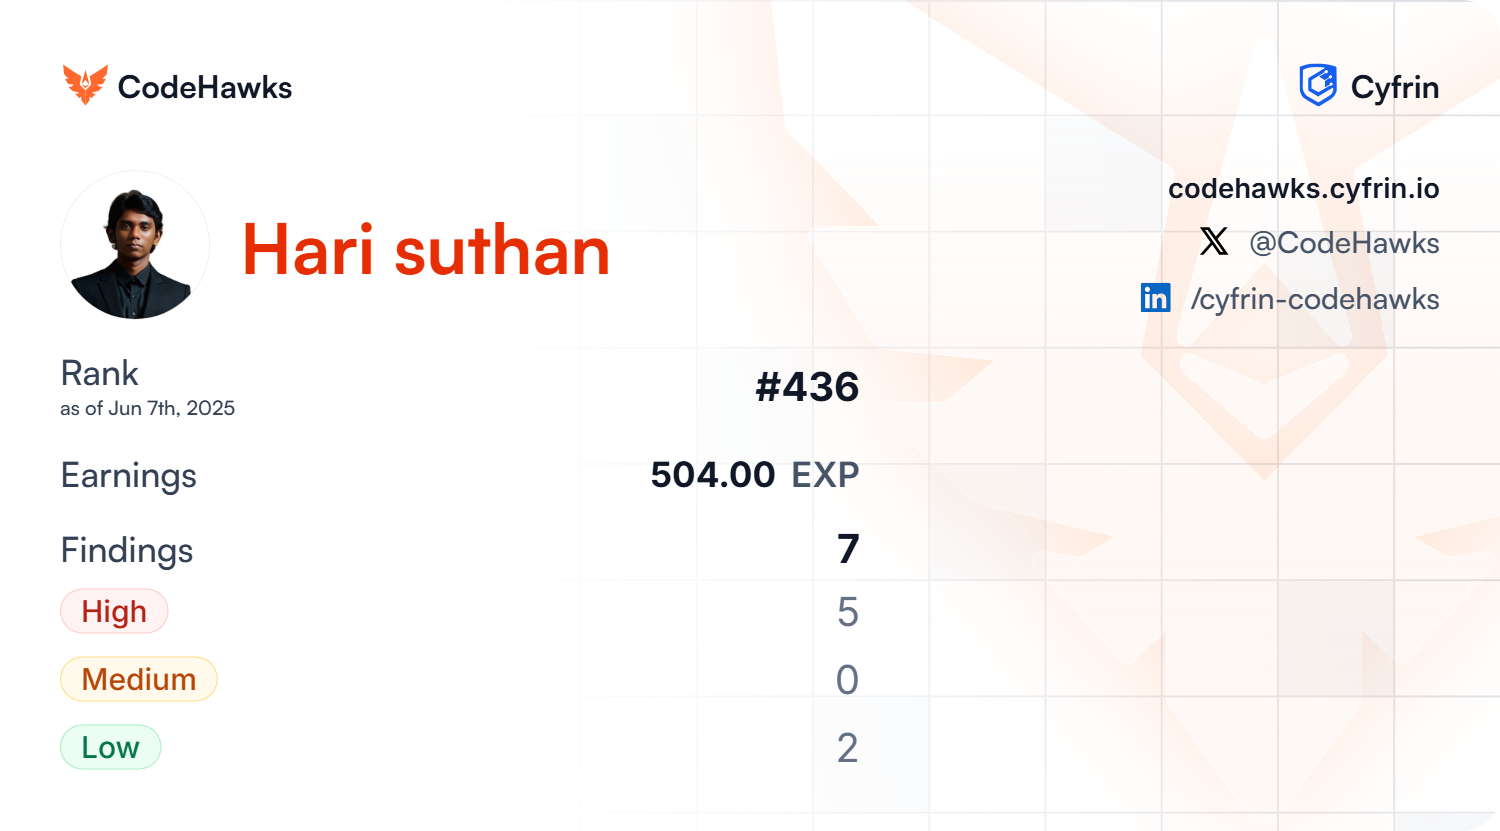 CodeHawks
Cyfrin
codehawks.cyfrin.io
@CodeHawks
/cyfrin-codehawks
Hari suthan
Rank
as of Jun 7th, 2025
#436
Earnings
504.00 EXP
Findings
7
High
5
Medium
0
Low
2